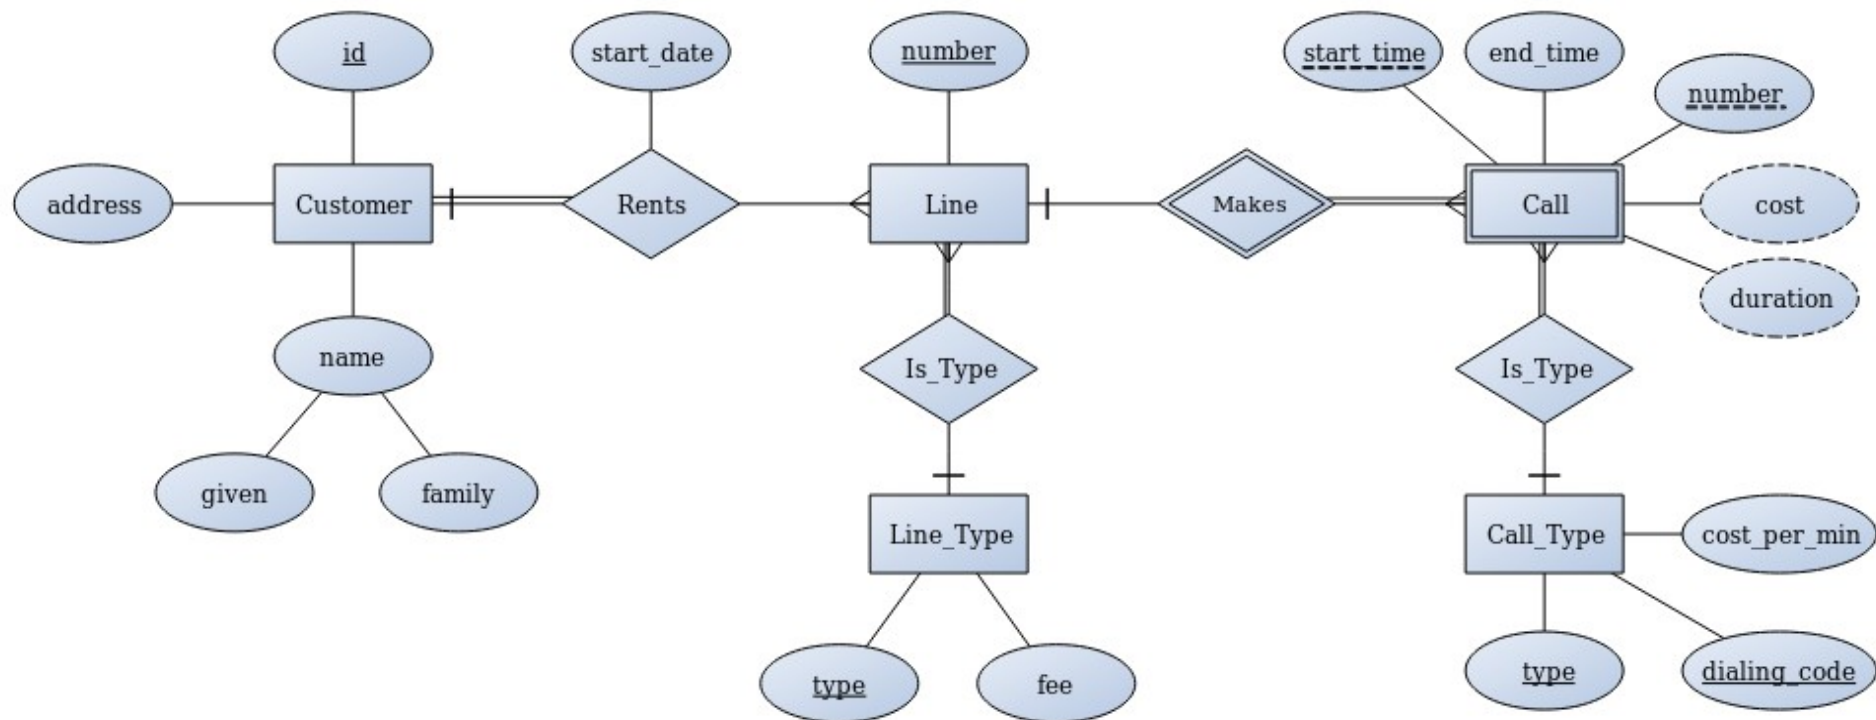 id
start_date
number
start_time
end_time
number
address
Customer
Rents
Line
Makes
Call
cost
duration
name
Is_Type
Is_Type
given
family
Line_Type
Call_Type
cost_per_min
type
fee
type
dialing_code